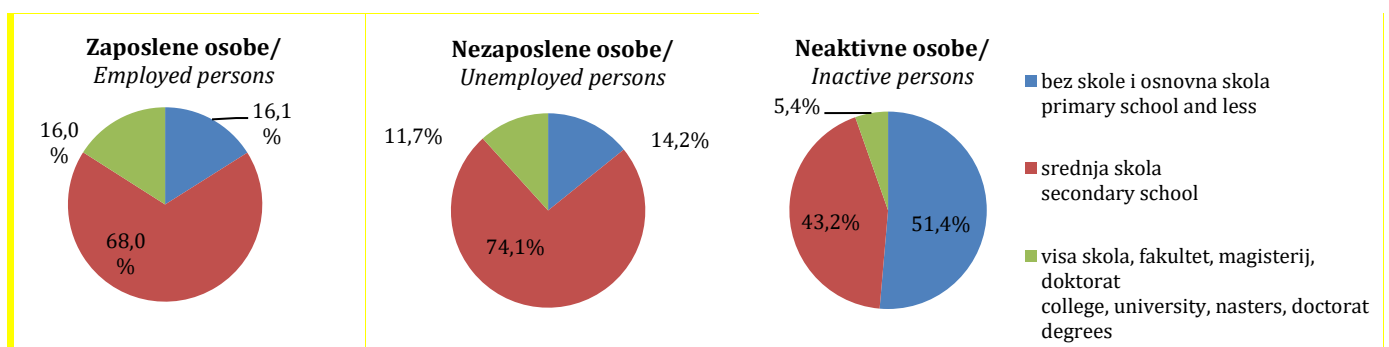 Zaposlene osobe/
Employed persons
16,1
%
16,0
%
68,0
%
Nezaposlene osobe/
Unemployed persons
11,7%
14,2%
74,1%
Neaktivne osobe/
Inactive persons
5,4%
43,2%
51,4%
bez skole i osnovna skola
primary school and less
srednja skola
secondary school
visa skola, fakultet, magisterij,
doktorat
college, university, nasters, doctorat
degrees